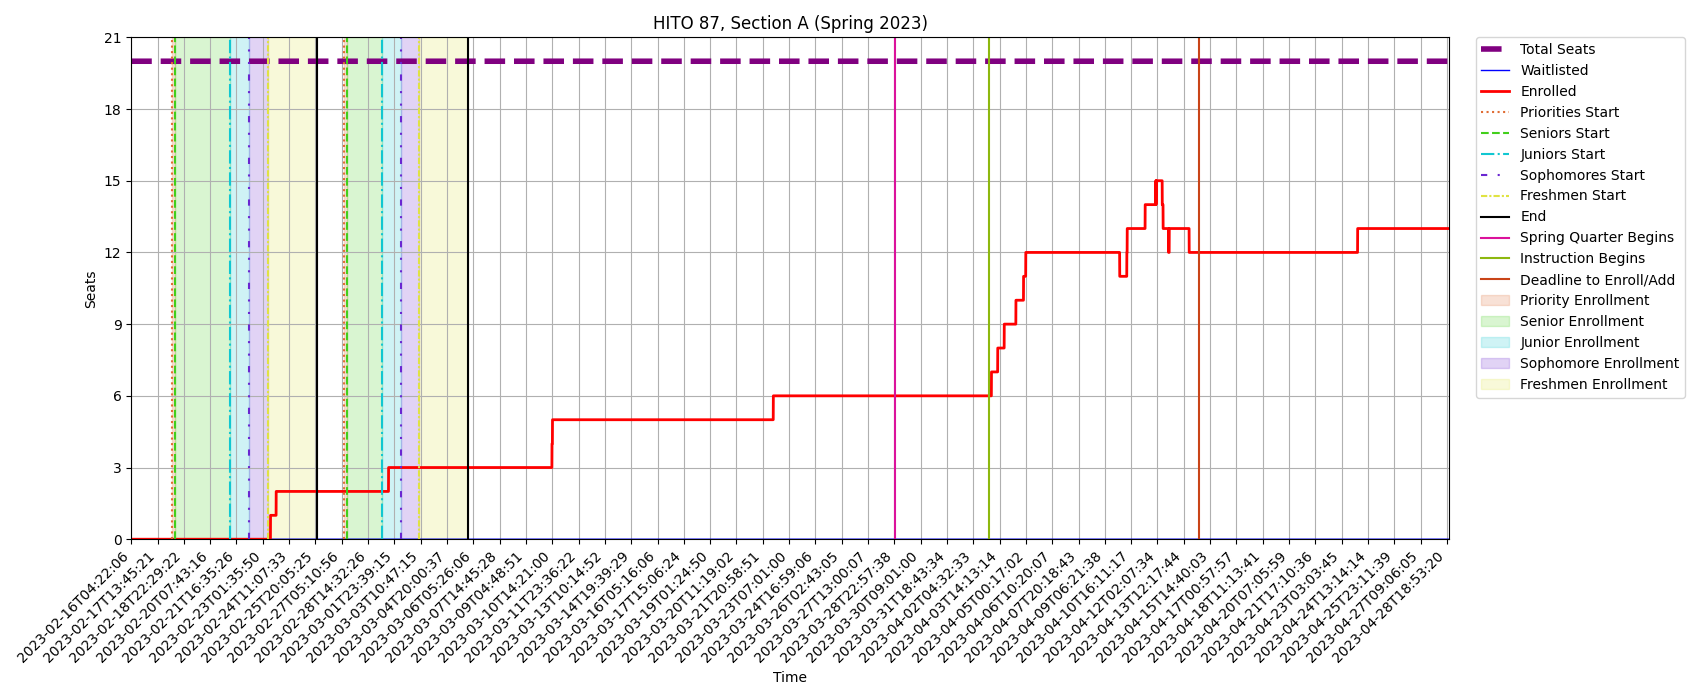 HITO 87, Section A (Spring 2023)
Seats
21
18
15
12
9
6
3
0
2023-02-16T04:22:06
2023-02-17T13:45:21
2023-02-18T22:29:22
2023-02-20T07:43:16
2023-02-21T16:35:26
2023-02-23T01:35:50
2023-02-24T11:07:33
2023-02-25T20:05:25
2023-02-27T05:10:56
2023-02-28T14:32:26
2023-03-01T23:39:15
2023-03-03T10:47:15
2023-03-04T20:00:37
2023-03-06T05:26:06
2023-03-07T14:45:28
2023-03-09T04:48:51
2023-03-10T14:21:00
2023-03-11T23:36:22
2023-03-13T10:14:52
2023-03-14T19:39:29
2023-03-16T05:16:06
2023-03-17T15:06:24
2023-03-19T01:24:50
2023-03-20T11:19:02
2023-03-21T20:58:51
2023-03-23T07:01:00
2023-03-24T16:59:06
2023-03-26T02:43:05
2023-03-27T13:00:07
2023-03-28T22:57:38
2023-03-30T09:01:00
2023-03-31T18:43:34
2023-04-02T04:32:33
2023-04-03T14:13:14
2023-04-05T00:17:02
2023-04-06T10:20:07
2023-04-07T20:18:43
2023-04-09T06:21:38
2023-04-10T16:11:17
2023-04-12T02:07:34
2023-04-13T12:17:44
2023-04-15T14:40:03
2023-04-17T00:57:57
2023-04-18T11:13:41
2023-04-20T07:05:59
2023-04-21T17:10:36
2023-04-23T03:03:45
2023-04-24T13:14:14
2023-04-25T23:11:39
2023-04-27T09:06:05
2023-04-28T18:53:20
Time
Total Seats
Waitlisted
Enrolled
Priorities Start
Seniors Start
Juniors Start
Sophomores Start
Freshmen Start
End
Spring Quarter Begins
Instruction Begins
Deadline to Enroll/Add
Priority Enrollment
Senior Enrollment
Junior Enrollment
Sophomore Enrollment
Freshmen Enrollment